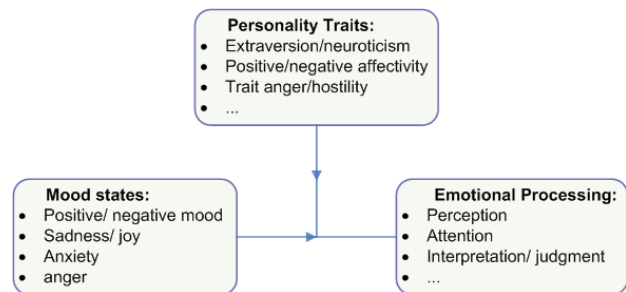 Personality Traits:
• Extraversion/neuroticism
• Positive/negative affectivity
• Trait anger/hostility
• ...
Mood states:
• Positive/ negative mood
• Sadness/ joy
• Anxiety
• anger
Emotional Processing:
• Perception
• Attention
• Interpretation/ judgment
• ...